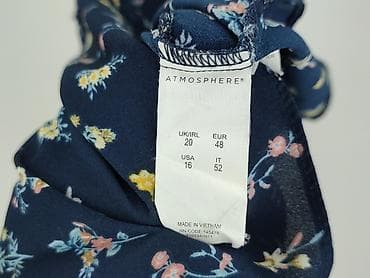 ATMOSPHERE®
UK/IRL EUR
20 48
USA IT
16 52
MADE IN VIETNAM